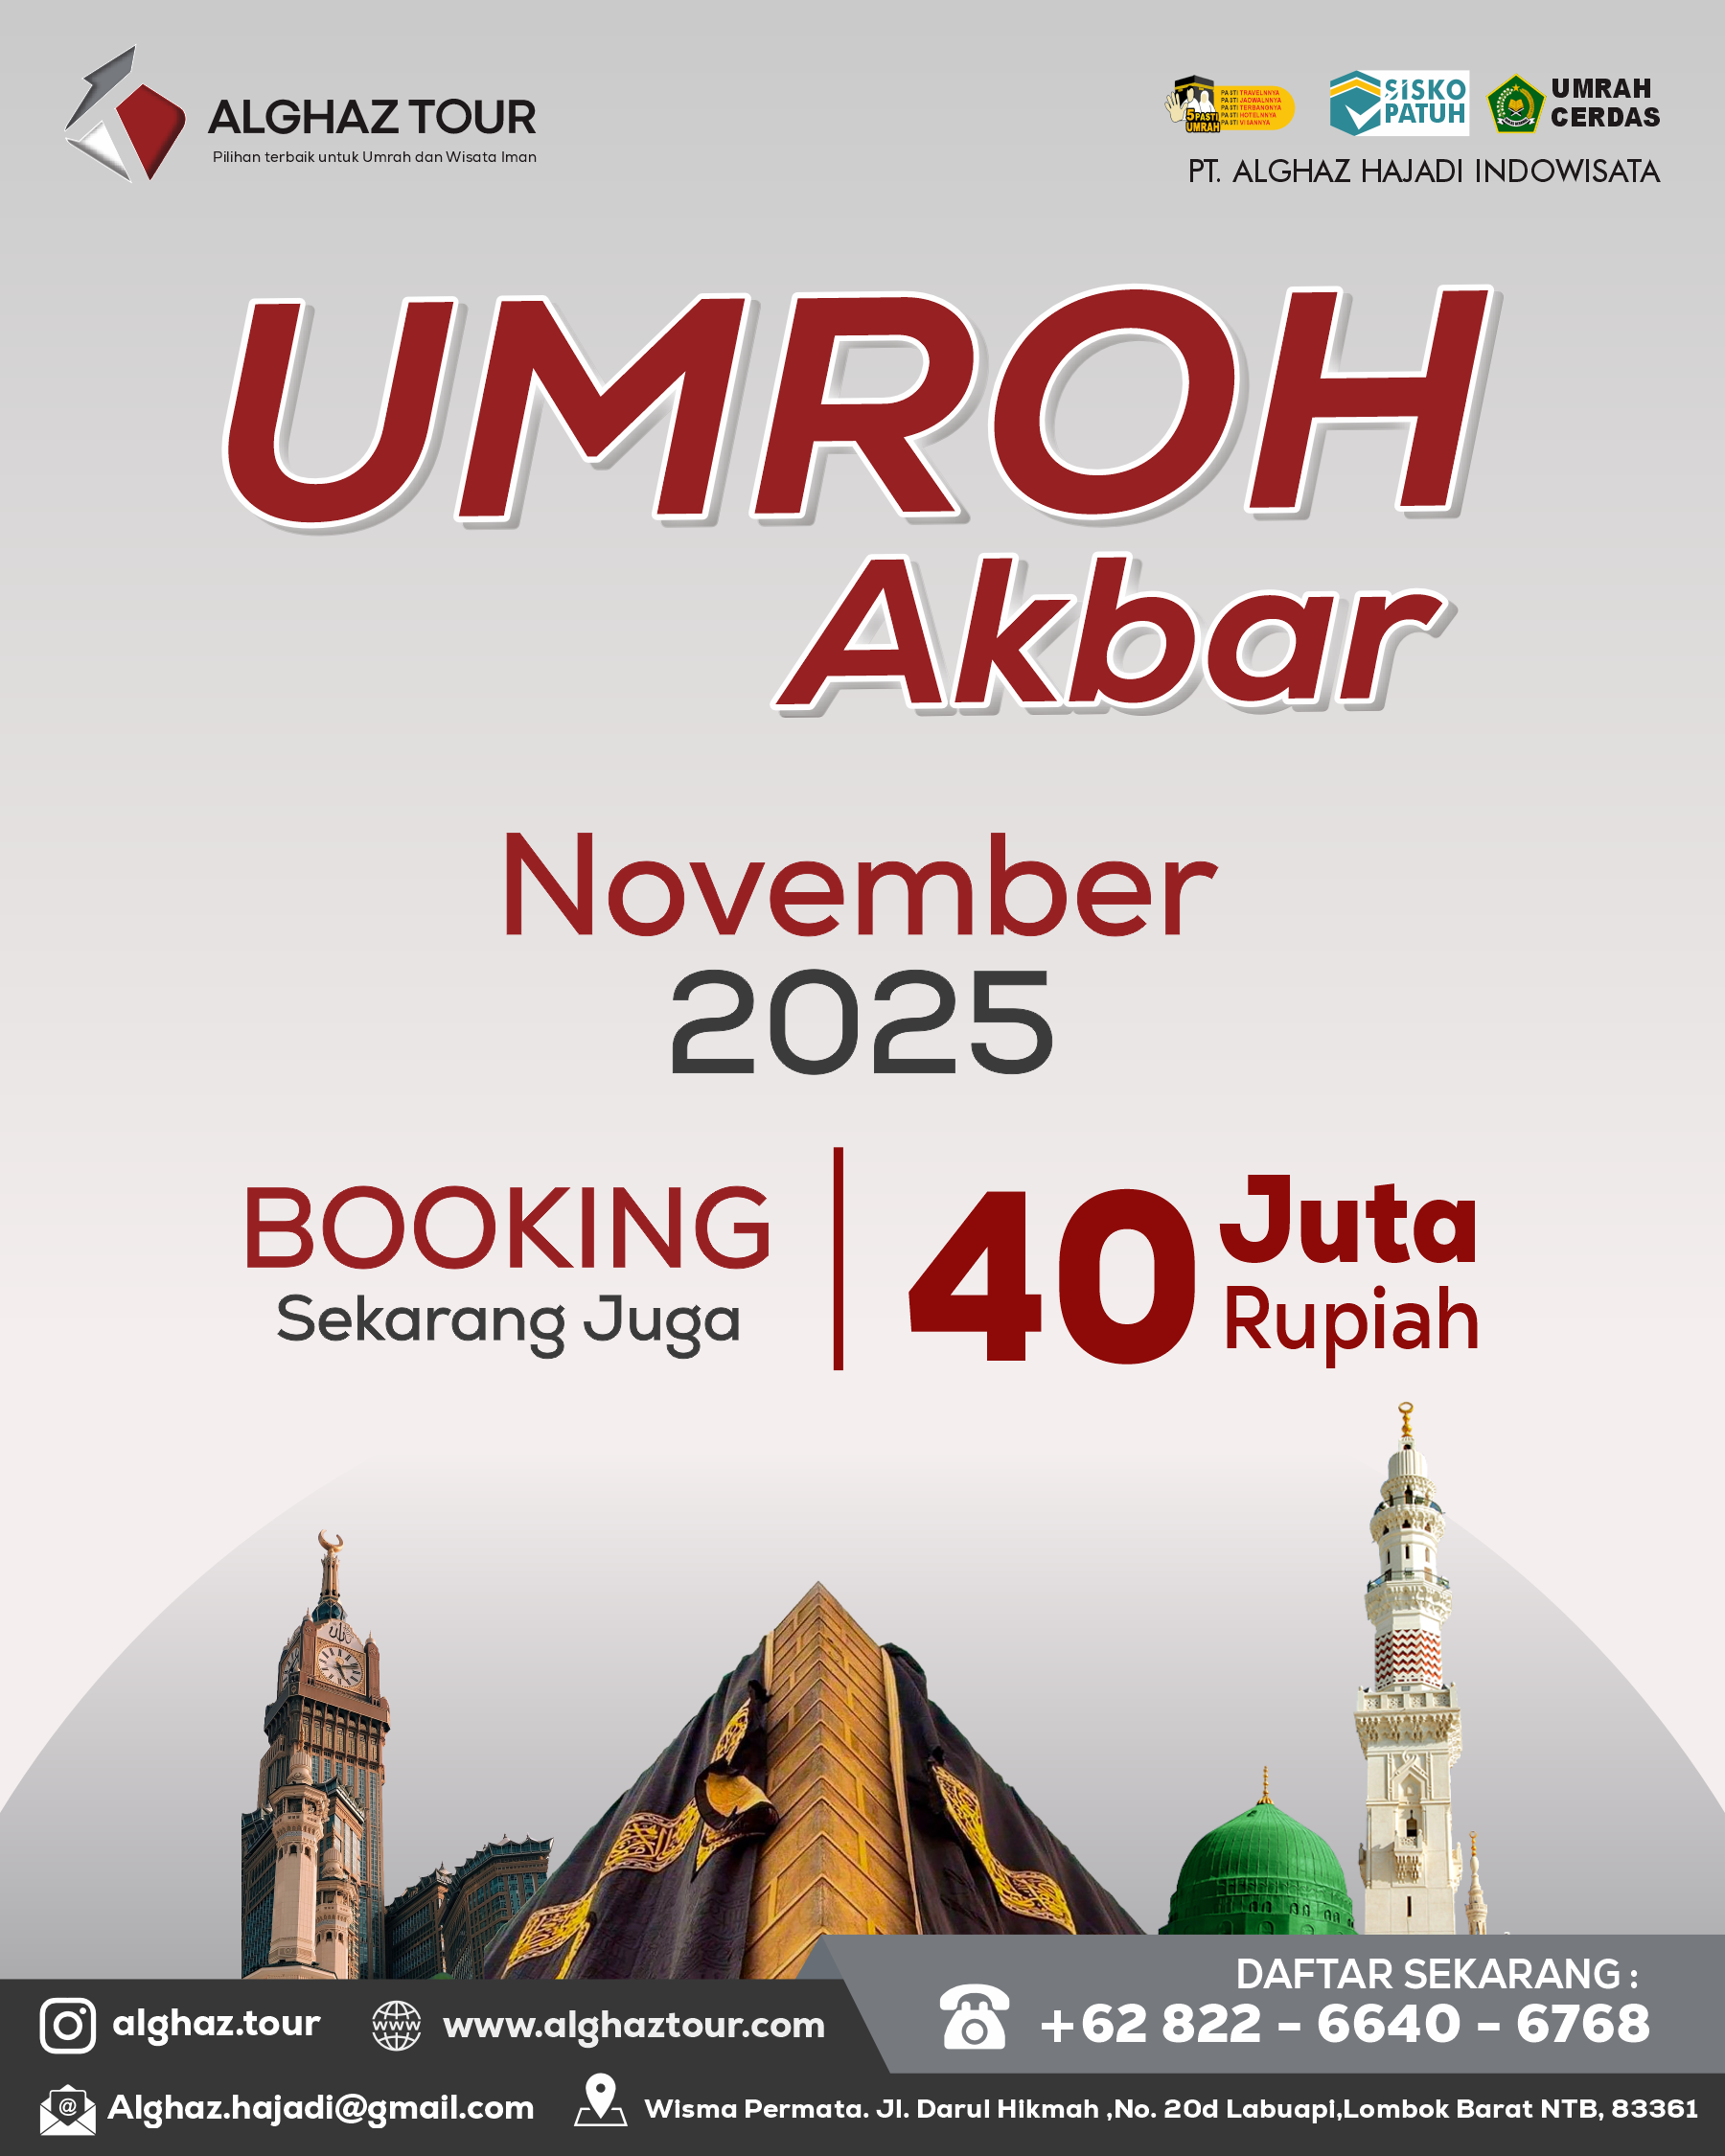 ALGHAZ TOUR
Pilihan terbaik untuk Umrah dan Wisata Iman
5 PASTI
UMRAH
PASTI TRAVELNNYA
PASTI JADWALNNYA
PASTI TERBANGNYA
PASTI HOTELNNYA
PASTI VISANNYA
SISKO
PATUH
UMRAH
CERDAS
PT. ALGHAZ HAJADI INDOWISATA
UMROH
Akbar
November
2025
BOOKING
Sekarang Juga
40 Juta
Rupiah
DAFTAR SEKARANG :
+62 822 - 6640 - 6768
alghaz.tour
www.alghaztour.com
Alghaz.hajadi@gmail.com
Wisma Permata. Jl. Darul Hikmah ,No. 20d Labuapi,Lombok Barat NTB, 83361